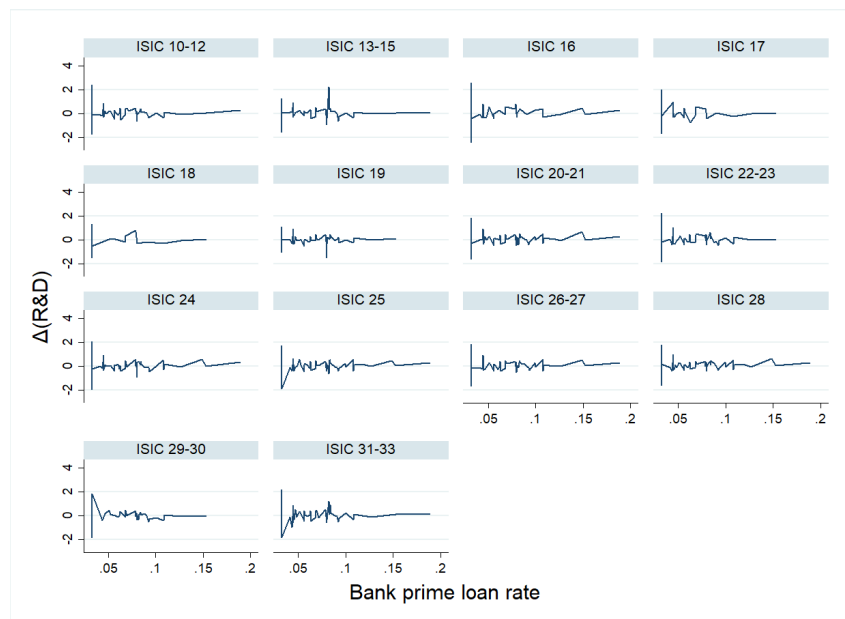 ISIC 10-12 ISIC 13-15 ISIC 16 ISIC 17
4
2
0
-2
ISIC 18 ISIC 19 ISIC 20-21 ISIC 22-23
4
2
0
-2
Δ(R&D)
ISIC 24 ISIC 25 ISIC 26-27 ISIC 28
4
2
0
-2
.05 .1 .15 .2 .05 .1 .15 .2
ISIC 29-30 ISIC 31-33
4
2
0
-2
.05 .1 .15 .2 .05 .1 .15 .2
Bank prime loan rate